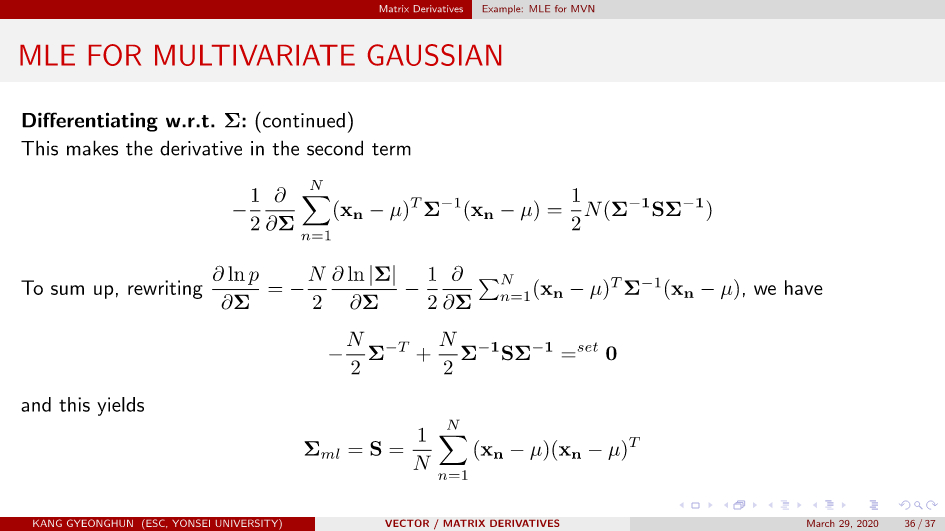 Matrix Derivatives Example: MLE for MVN
MLE FOR MULTIVARIATE GAUSSIAN
Differentiating w.r.t. Σ: (continued)
This makes the derivative in the second term
$-\frac{1}{2}\frac{\partial}{\partial \mathbf{\Sigma}} \sum_{n=1}^{N} (\mathbf{x_n} - \mu)^T \mathbf{\Sigma}^{-1} (\mathbf{x_n} - \mu) = \frac{1}{2} N (\mathbf{\Sigma^{-1} S \Sigma^{-1}})$
To sum up, rewriting $\frac{\partial \ln p}{\partial \mathbf{\Sigma}} = -\frac{N}{2}\frac{\partial \ln |\mathbf{\Sigma}|}{\partial \mathbf{\Sigma}} - \frac{1}{2}\frac{\partial}{\partial \mathbf{\Sigma}} \sum_{n=1}^{N} (\mathbf{x_n} - \mu)^T \mathbf{\Sigma}^{-1} (\mathbf{x_n} - \mu)$, we have
$-\frac{N}{2} \mathbf{\Sigma}^{-T} + \frac{N}{2} \mathbf{\Sigma^{-1} S \Sigma^{-1}} =^{set} \mathbf{0}$
and this yields
$\mathbf{\Sigma}_{ml} = \mathbf{S} = \frac{1}{N} \sum_{n=1}^{N} (\mathbf{x_n} - \mu)(\mathbf{x_n} - \mu)^T$
KANG GYEONGHUN (ESC, YONSEI UNIVERSITY) VECTOR / MATRIX DERIVATIVES March 29, 2020 36 / 37